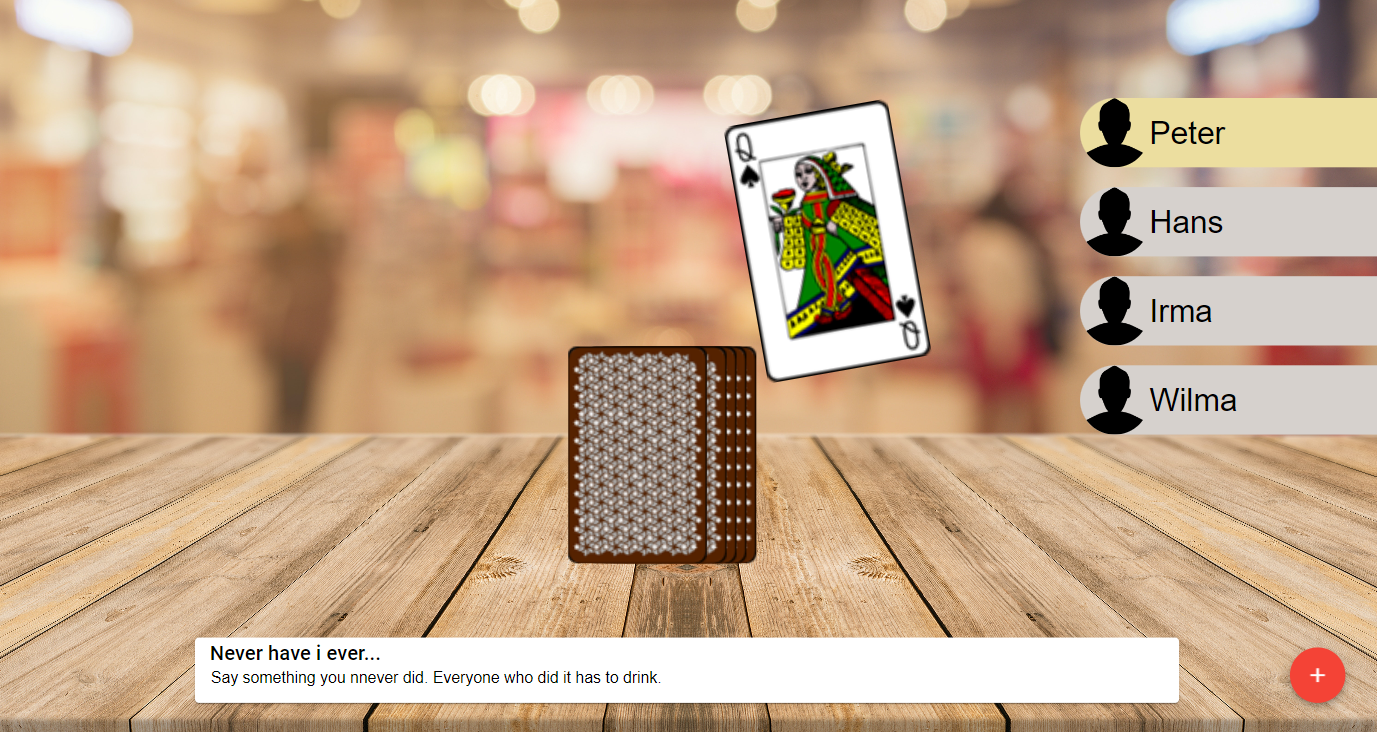 Q
Q
Peter
Hans
Irma
Wilma
Never have i ever...
Say something you nnever did. Everyone who did it has to drink.
+